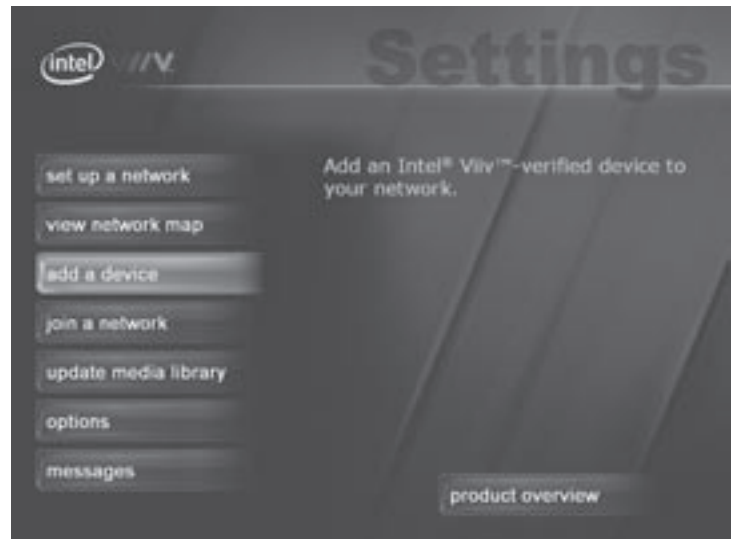 intel VIIV
Settings
set up a network
Add an Intel® Viiv™-verified device to
your network.
view network map
add a device
join a network
update media library
options
messages
product overview